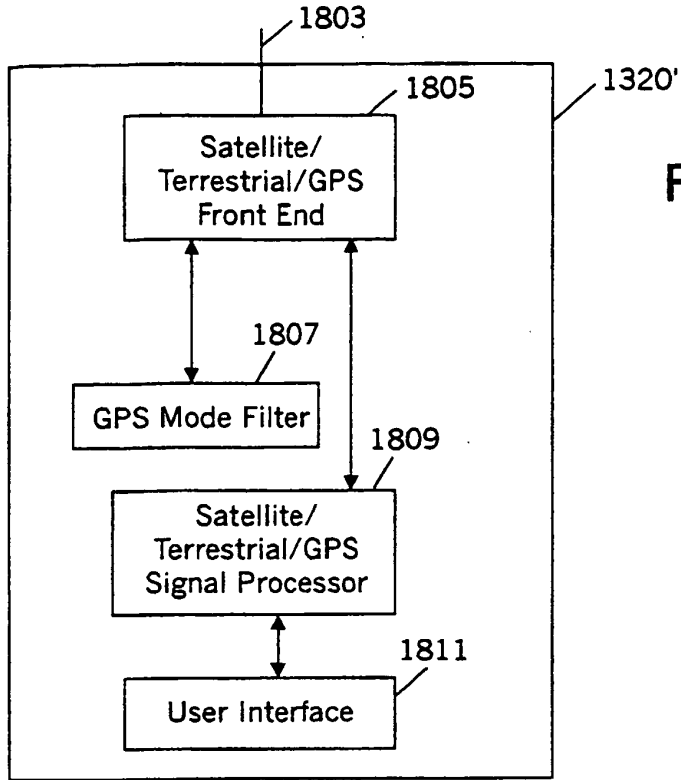 1803
1805
1320'
Satellite/
Terrestrial/GPS
Front End
F
1807
GPS Mode Filter
1809
Satellite/
Terrestrial/GPS
Signal Processor
1811
User Interface